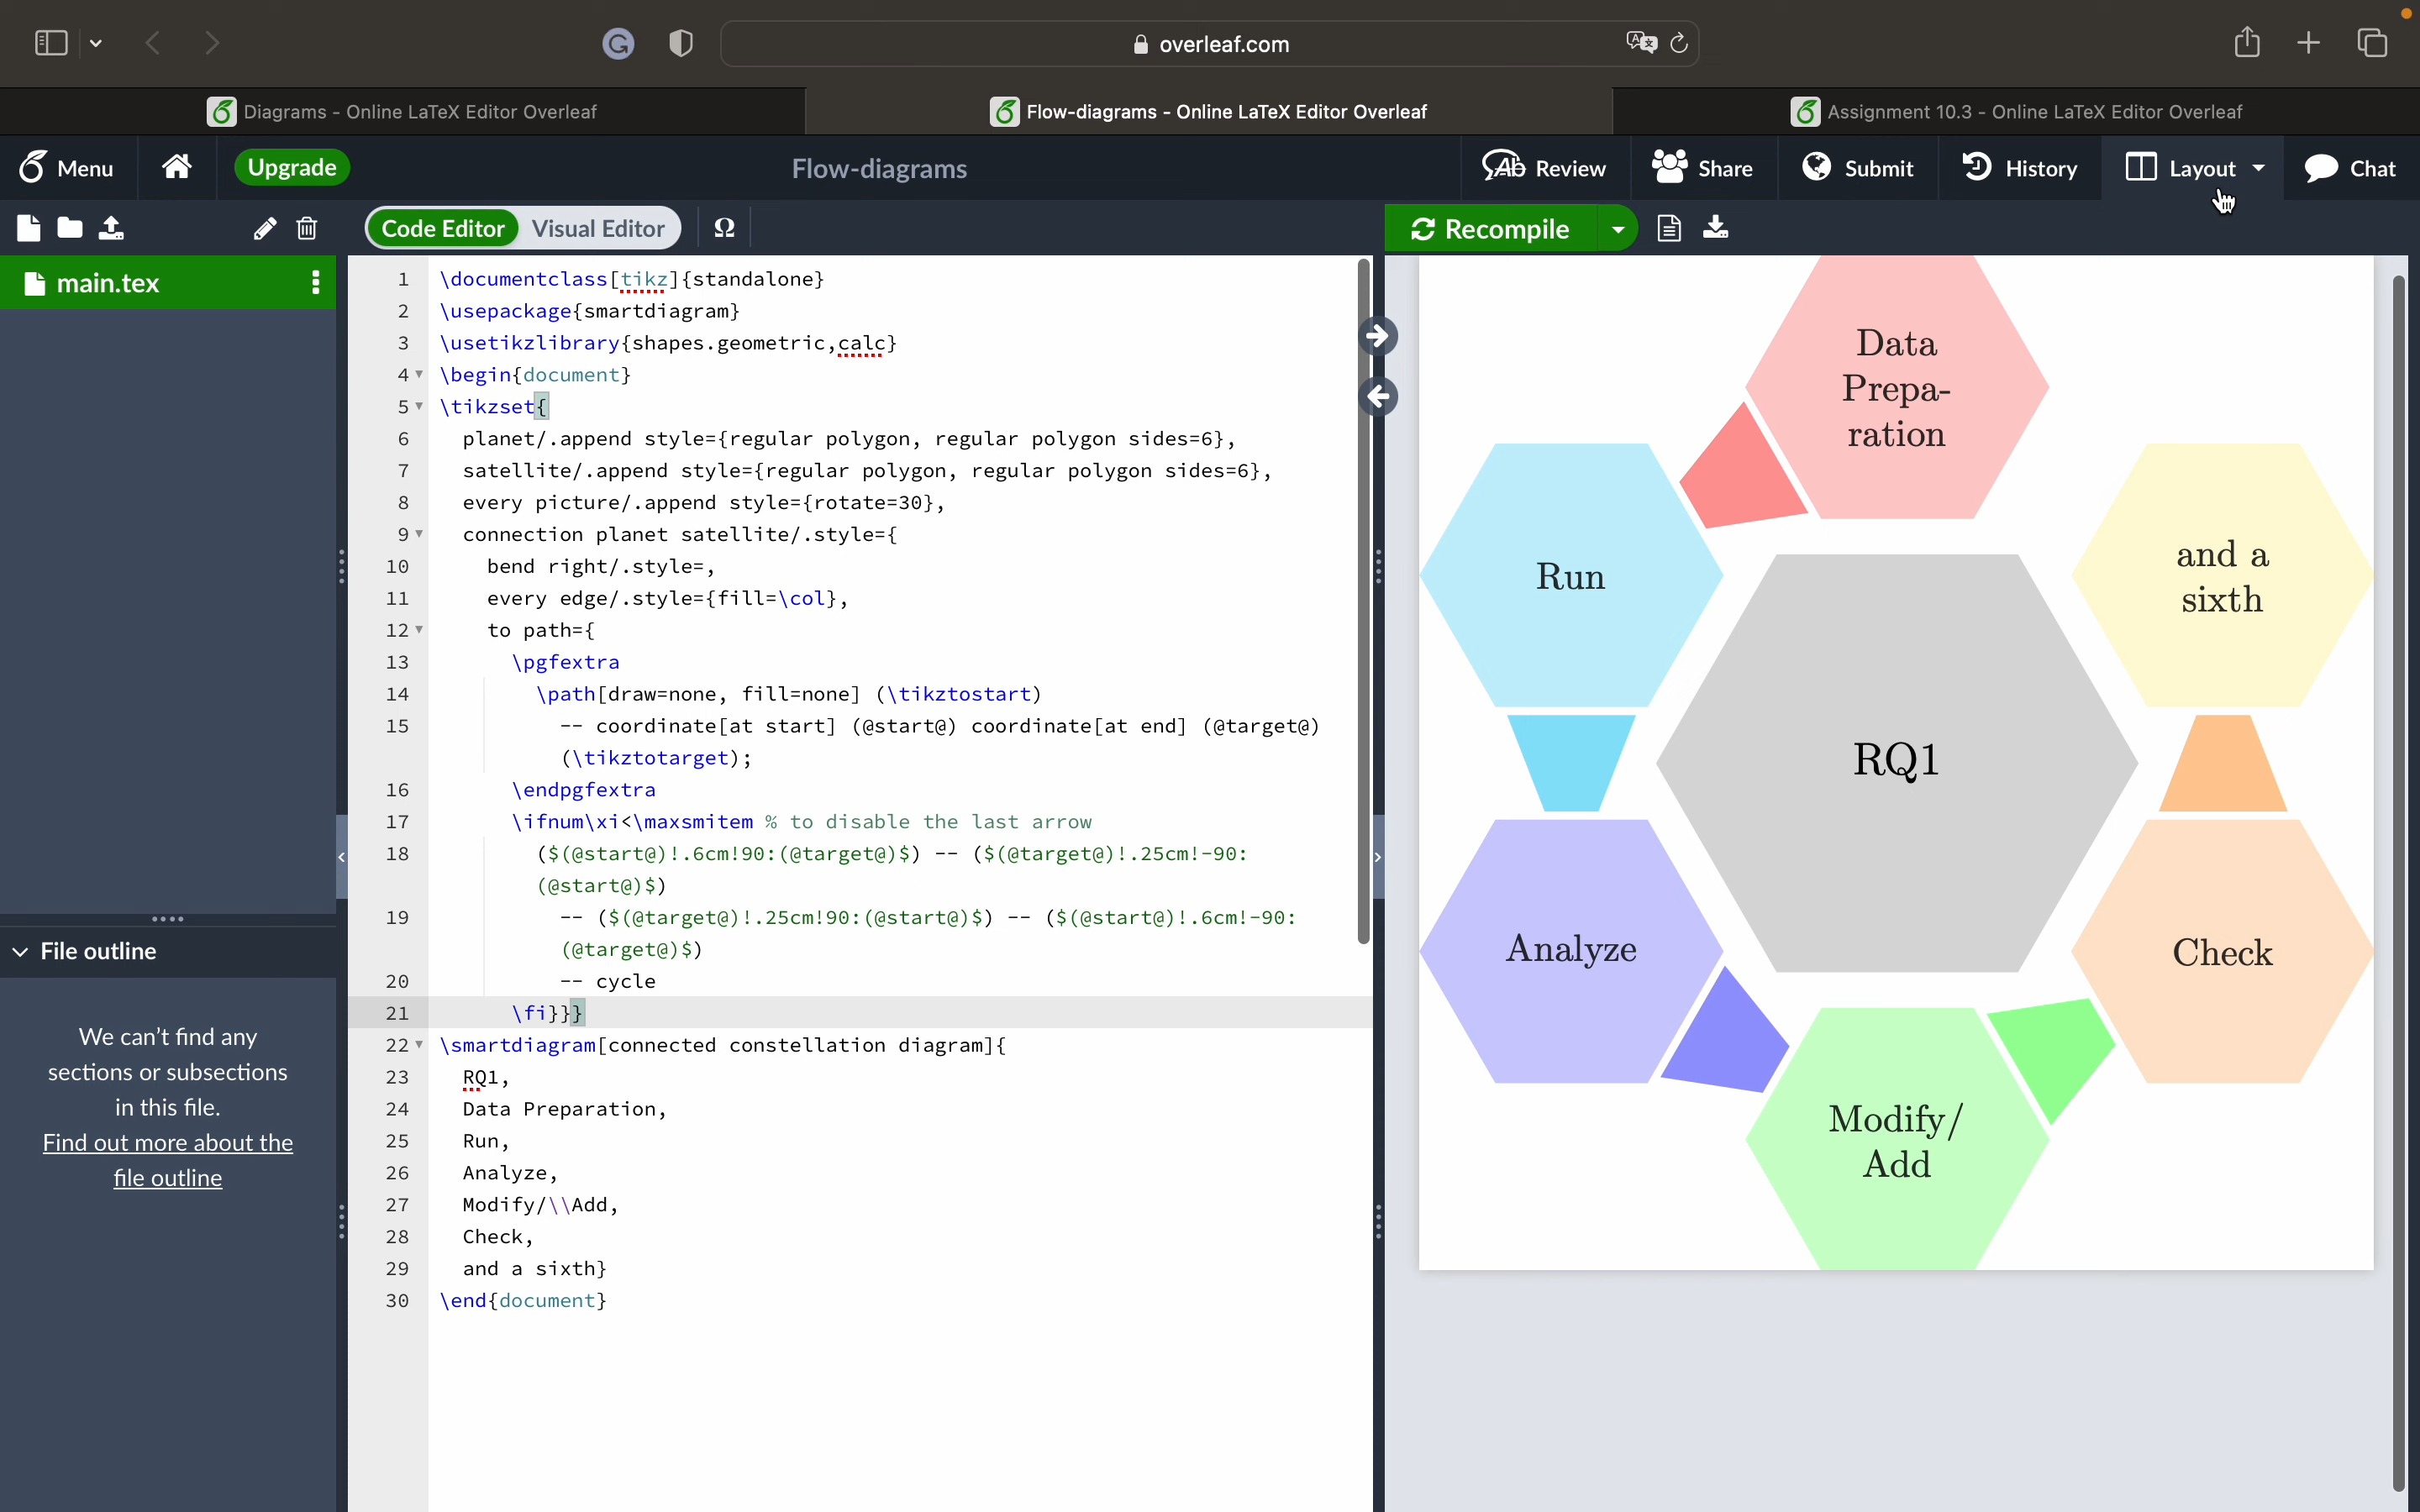 overleaf.com
Diagrams - Online LaTeX Editor Overleaf
Flow-diagrams - Online LaTeX Editor Overleaf
Assignment 10.3 - Online LaTeX Editor Overleaf
Menu
Upgrade
Flow-diagrams
Review
Share
Submit
History
Layout
Chat
Code Editor
Visual Editor
Ω
Recompile
main.tex
1 \documentclass[tikz]{standalone}
2 \usepackage{smartdiagram}
3 \usetikzlibrary{shapes.geometric,calc}
4 \begin{document}
5 \tikzset{
6 planet/.append style={regular polygon, regular polygon sides=6},
7 satellite/.append style={regular polygon, regular polygon sides=6},
8 every picture/.append style={rotate=30},
9 connection planet satellite/.style={
10 bend right/.style=,
11 every edge/.style={fill=\col},
12 to path={
13 \pgfextra
14 \path[draw=none, fill=none] (\tikztostart)
15 -- coordinate[at start] (@start@) coordinate[at end] (@target@)
(\tikztotarget);
16 \endpgfextra
17 \ifnum\xi<\maxsmitem % to disable the last arrow
18 ($(@start@)!.6cm!90:(@target@)$) -- ($(@target@)!.25cm!-90:
(@start@)$)
19 -- ($(@target@)!.25cm!90:(@start@)$) -- ($(@start@)!.6cm!-90:
(@target@)$)
20 -- cycle
21 \fi}}}
22 \smartdiagram[connected constellation diagram]{
23 RQ1,
24 Data Preparation,
25 Run,
26 Analyze,
27 Modify/\\Add,
28 Check,
29 and a sixth}
30 \end{document}
File outline
We can't find any
sections or subsections
in this file.
Find out more about the
file outline
Data
Prepa-
ration
Run
and a
sixth
RQ1
Analyze
Check
Modify/
Add